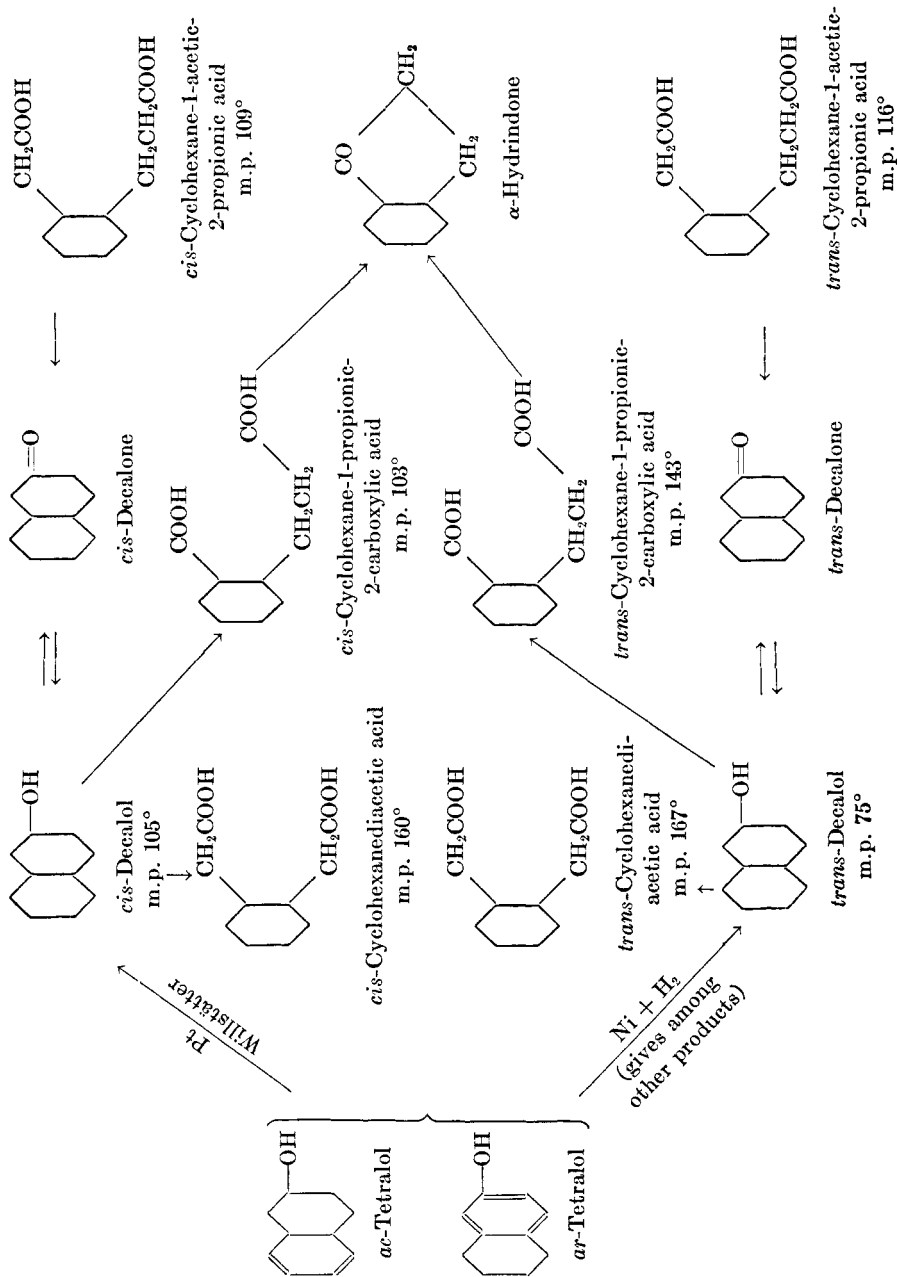 ac-Tetralol
OH
ar-Tetralol
OH
Pt
Willstätter
Ni + H₂
(gives among
other products)
OH
cis-Decalol
m.p. 105°
CH₂COOH
CH₂COOH
cis-Cyclohexanediacetic acid
m.p. 160°
CH₂COOH
CH₂COOH
trans-Cyclohexanedi-
acetic acid
m.p. 167°
OH
trans-Decalol
m.p. 75°
O
cis-Decalone
COOH
CH₂CH₂
COOH
cis-Cyclohexane-1-propionic-
2-carboxylic acid
m.p. 103°
COOH
CH₂CH₂
COOH
trans-Cyclohexane-1-propionic-
2-carboxylic acid
m.p. 143°
O
trans-Decalone
CH₂COOH
CH₂CH₂COOH
cis-Cyclohexane-1-acetic-
2-propionic acid
m.p. 109°
CO
CH₂
CH₂
α-Hydrindone
CH₂COOH
CH₂CH₂COOH
trans-Cyclohexane-1-acetic-
2-propionic acid
m.p. 116°